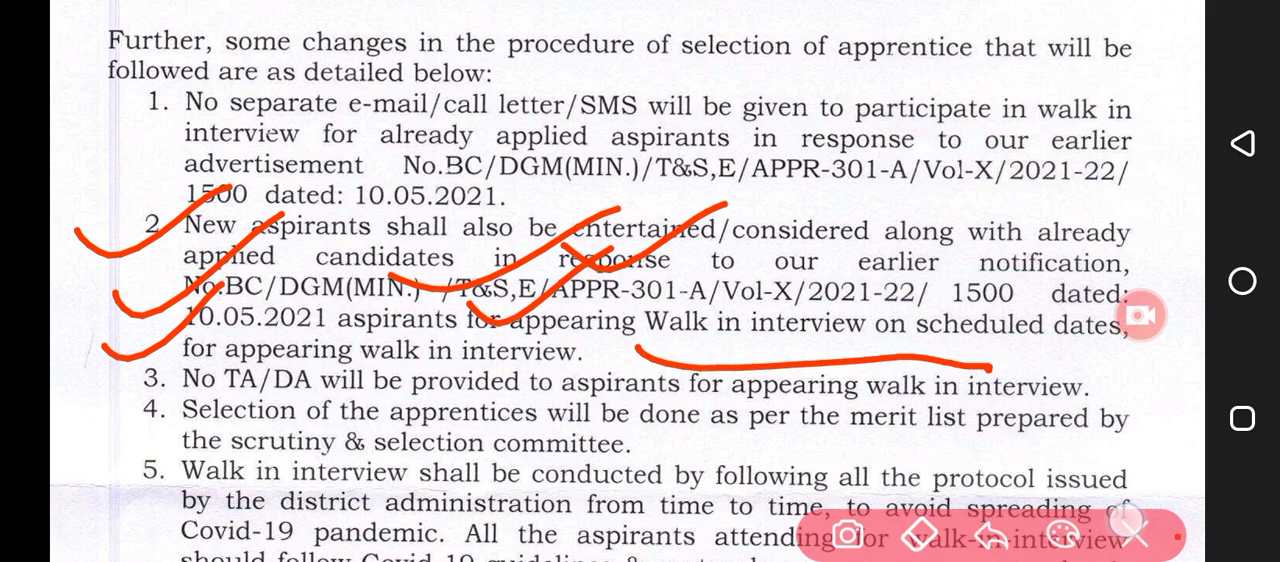 Further, some changes in the procedure of selection of apprentice that will be
followed are as detailed below:
1. No separate e-mail/call letter/SMS will be given to participate in walk in
interview for already applied aspirants in response to our earlier
advertisement No.BC/DGM(MIN.)/T&S,E/APPR-301-A/Vol-X/2021-22/
1500 dated: 10.05.2021.
2. New aspirants shall also be entertained/considered along with already
applied candidates in response to our earlier notification,
No.BC/DGM(MIN.) /T&S,E/APPR-301-A/Vol-X/2021-22/ 1500 dated:
10.05.2021 aspirants for appearing Walk in interview on scheduled dates,
for appearing walk in interview.
3. No TA/DA will be provided to aspirants for appearing walk in interview.
4. Selection of the apprentices will be done as per the merit list prepared by
the scrutiny & selection committee.
5. Walk in interview shall be conducted by following all the protocol issued
by the district administration from time to time, to avoid spreading of
Covid-19 pandemic. All the aspirants attending for walk-in-interview
should follow Covid-19 guidelines &